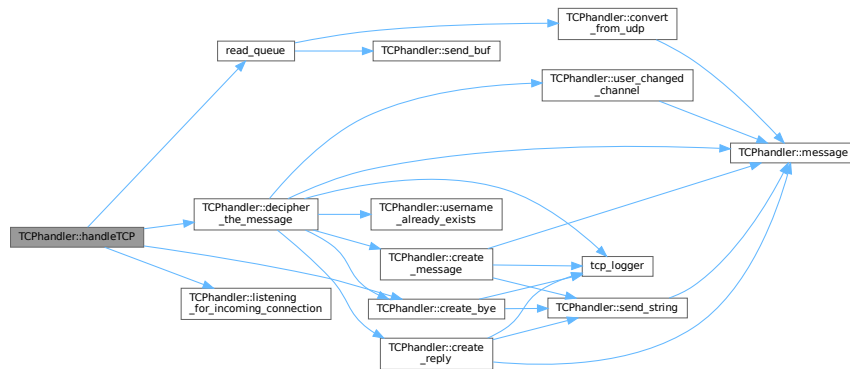 TCPhandler::convert
_from_udp
read_queue
TCPhandler::send_buf
TCPhandler::user_changed
_channel
TCPhandler::message
TCPhandler::decipher
_the_message
TCPhandler::username
_already_exists
TCPhandler::handleTCP
TCPhandler::create
_message
tcp_logger
TCPhandler::listening
_for_incoming_connection
TCPhandler::create_bye
TCPhandler::send_string
TCPhandler::create
_reply